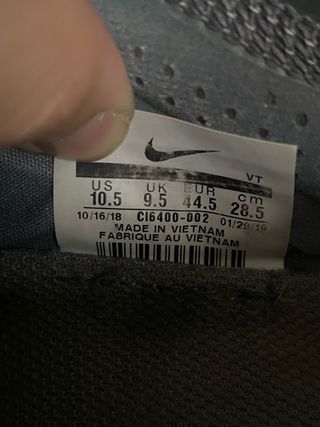 VT
US UK EUR cm
10.5 9.5 44.5 28.5
10/16/18 CI6400-002 01/29/19
MADE IN VIETNAM
FABRIQUE AU VIETNAM